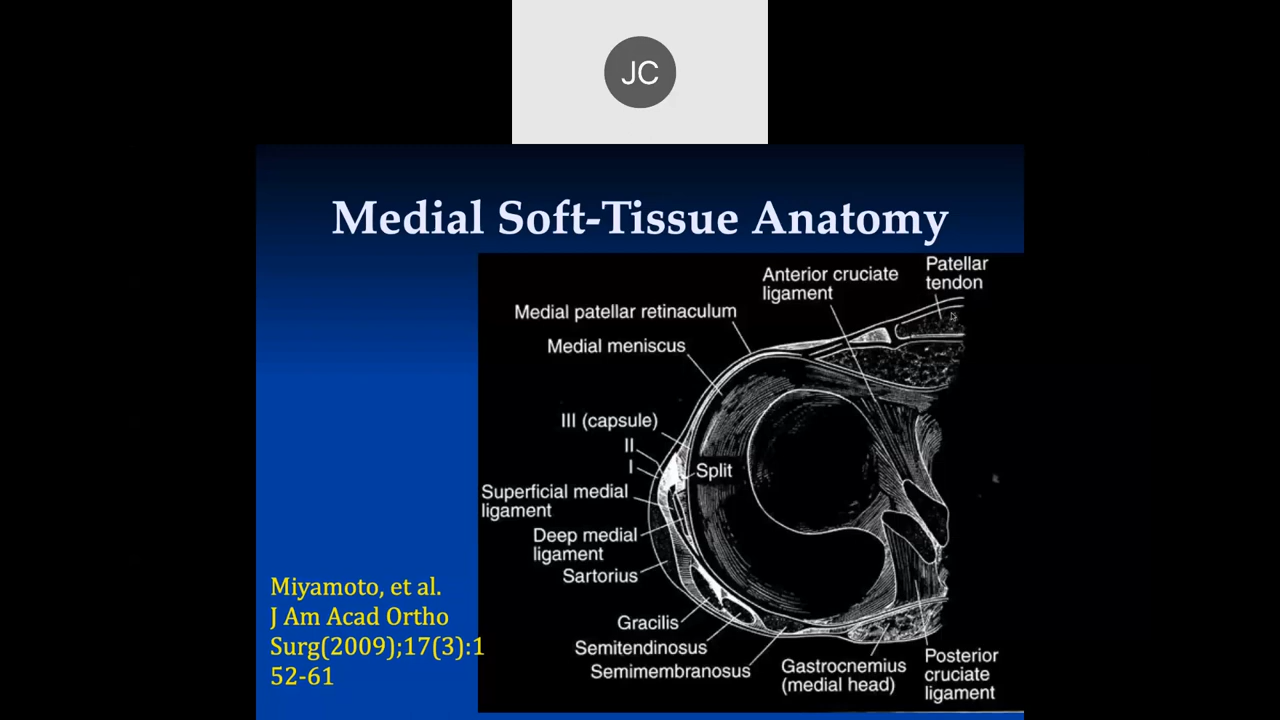 JC
Medial Soft-Tissue Anatomy
Patellar
tendon
Anterior cruciate
ligament
Medial patellar retinaculum
Medial meniscus
III (capsule)
II
I
Split
Superficial medial
ligament
Deep medial
ligament
Sartorius
Gracilis
Semitendinosus
Semimembranosus
Gastrocnemius
(medial head)
Posterior
cruciate
ligament
Miyamoto, et al.
J Am Acad Ortho
Surg(2009);17(3):1
52-61